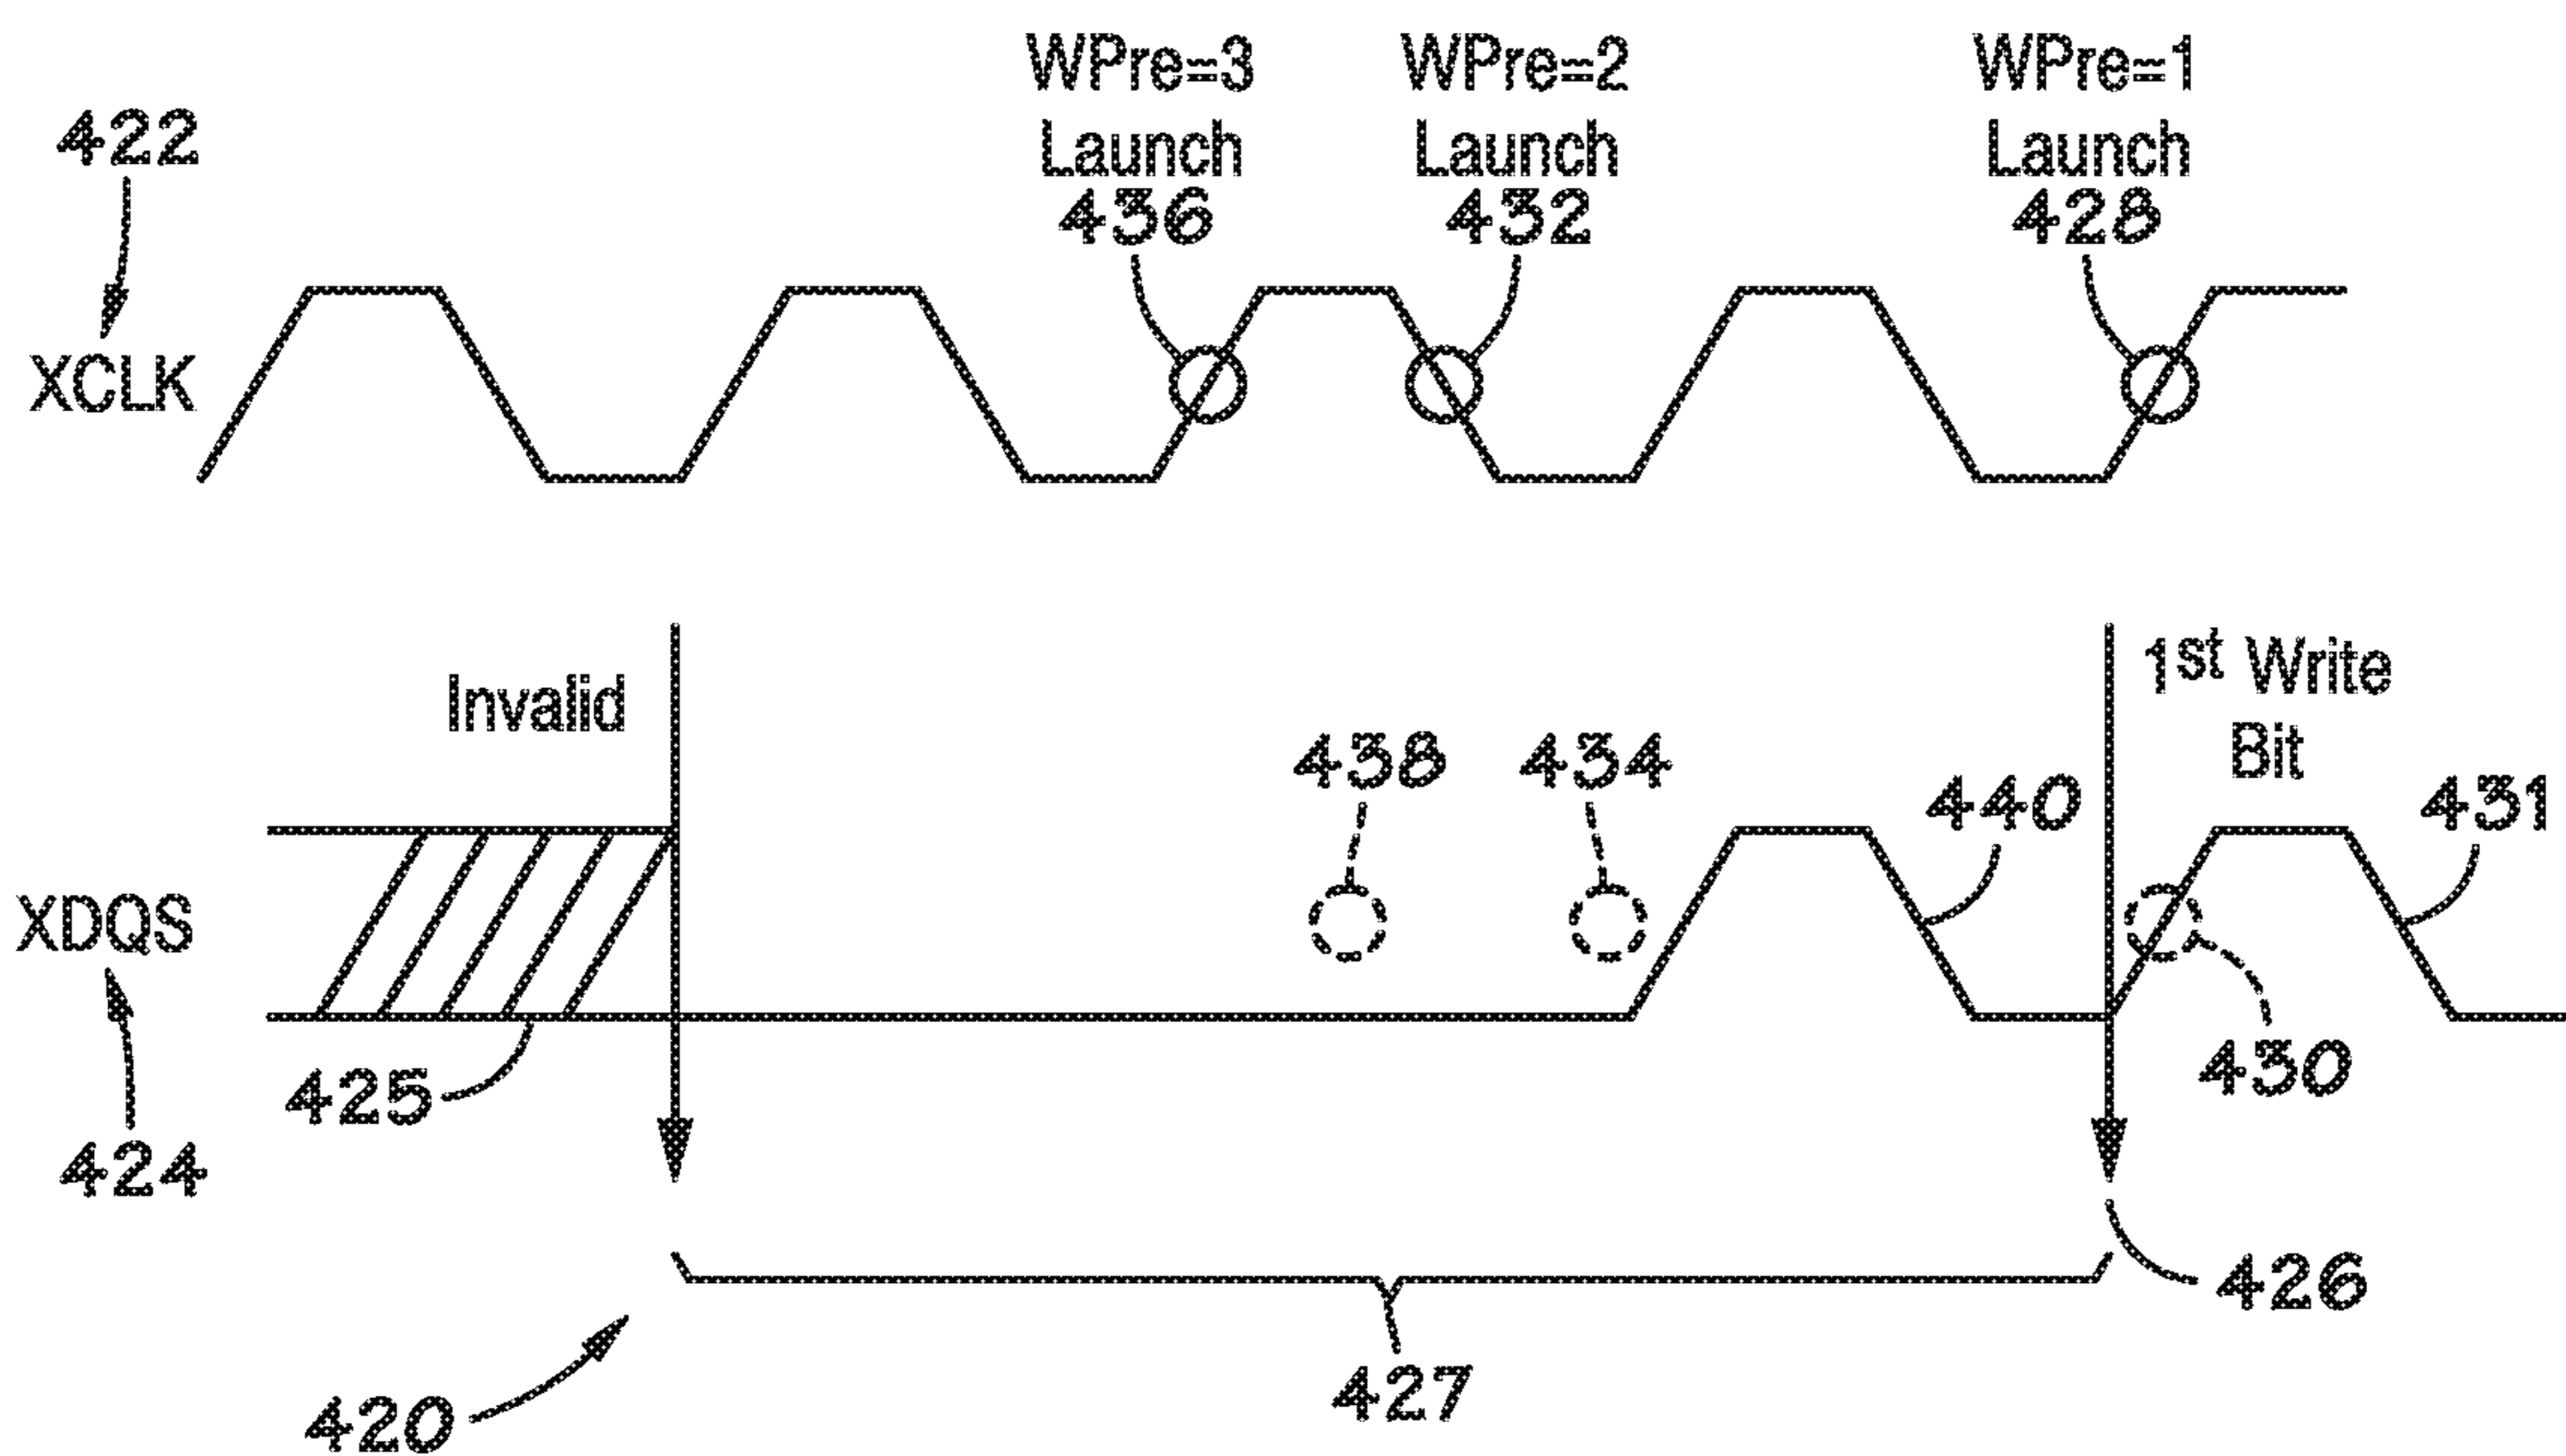 WPre=3 WPre=2 WPre=1
Launch Launch Launch
422
436 432 428
XCLK
Invalid
1st Write
Bit
438 434
440 431
XDQS
425
430
424
426
427
420